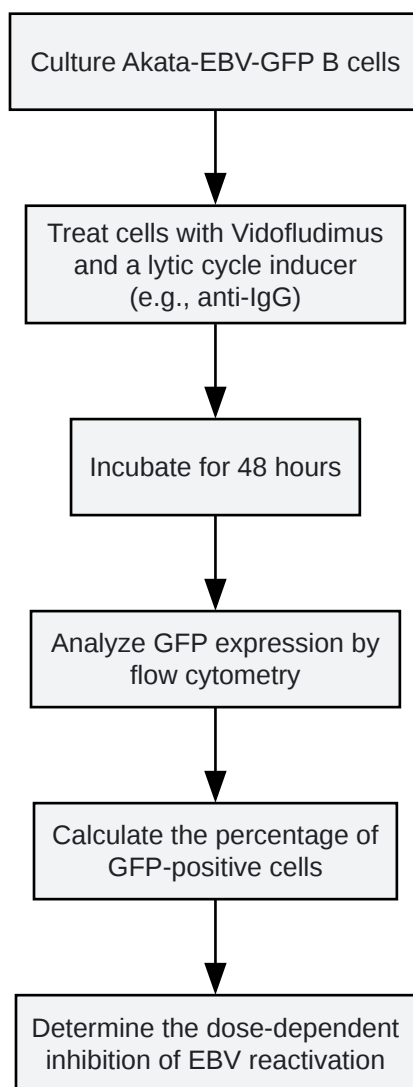 Culture Akata-EBV-GFP B cells
Treat cells with Vidofludimus
and a lytic cycle inducer
(e.g., anti-IgG)
Incubate for 48 hours
Analyze GFP expression by
flow cytometry
Calculate the percentage of
GFP-positive cells
Determine the dose-dependent
inhibition of EBV reactivation